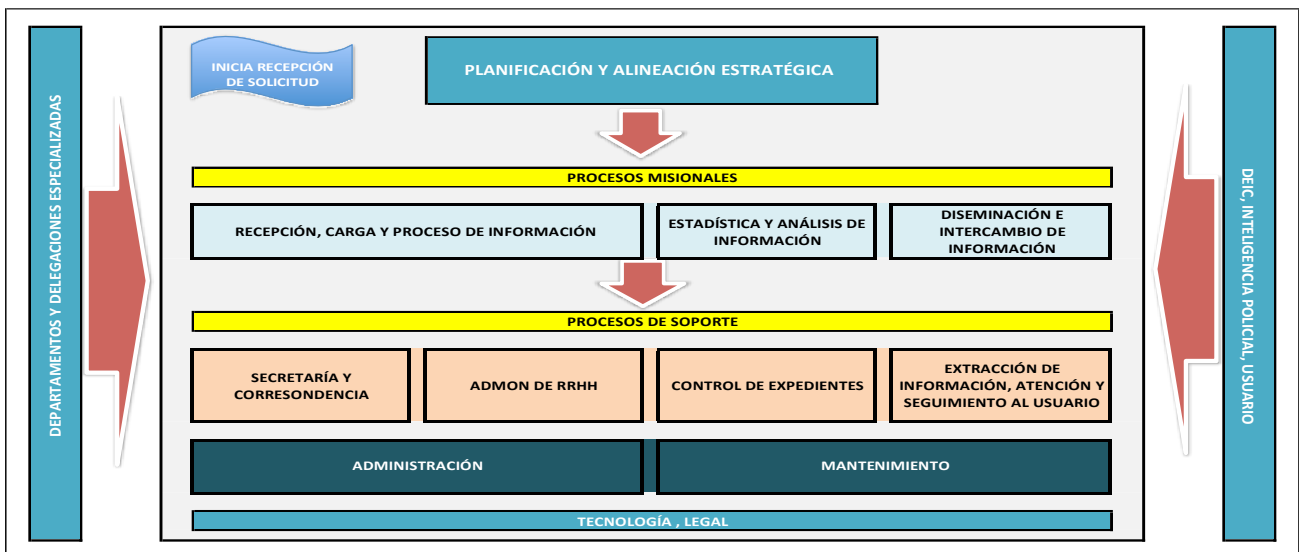 DEPARTAMENTOS Y DELEGACIONES ESPECIALIZADAS
INICIA RECEPCIÓN
DE SOLICITUD
PLANIFICACIÓN Y ALINEACIÓN ESTRATÉGICA
PROCESOS MISIONALES
RECEPCIÓN, CARGA Y PROCESO DE INFORMACIÓN
ESTADÍSTICA Y ANÁLISIS DE
INFORMACIÓN
DISEMINACIÓN E
INTERCAMBIO DE
INFORMACIÓN
PROCESOS DE SOPORTE
SECRETARÍA Y
CORRESONDENCIA
ADMON DE RRHH
CONTROL DE EXPEDIENTES
EXTRACCIÓN DE
INFORMACIÓN, ATENCIÓN Y
SEGUIMIENTO AL USUARIO
ADMINISTRACIÓN
MANTENIMIENTO
TECNOLOGÍA , LEGAL
DEIC, INTELIGENCIA POLICIAL, USUARIO